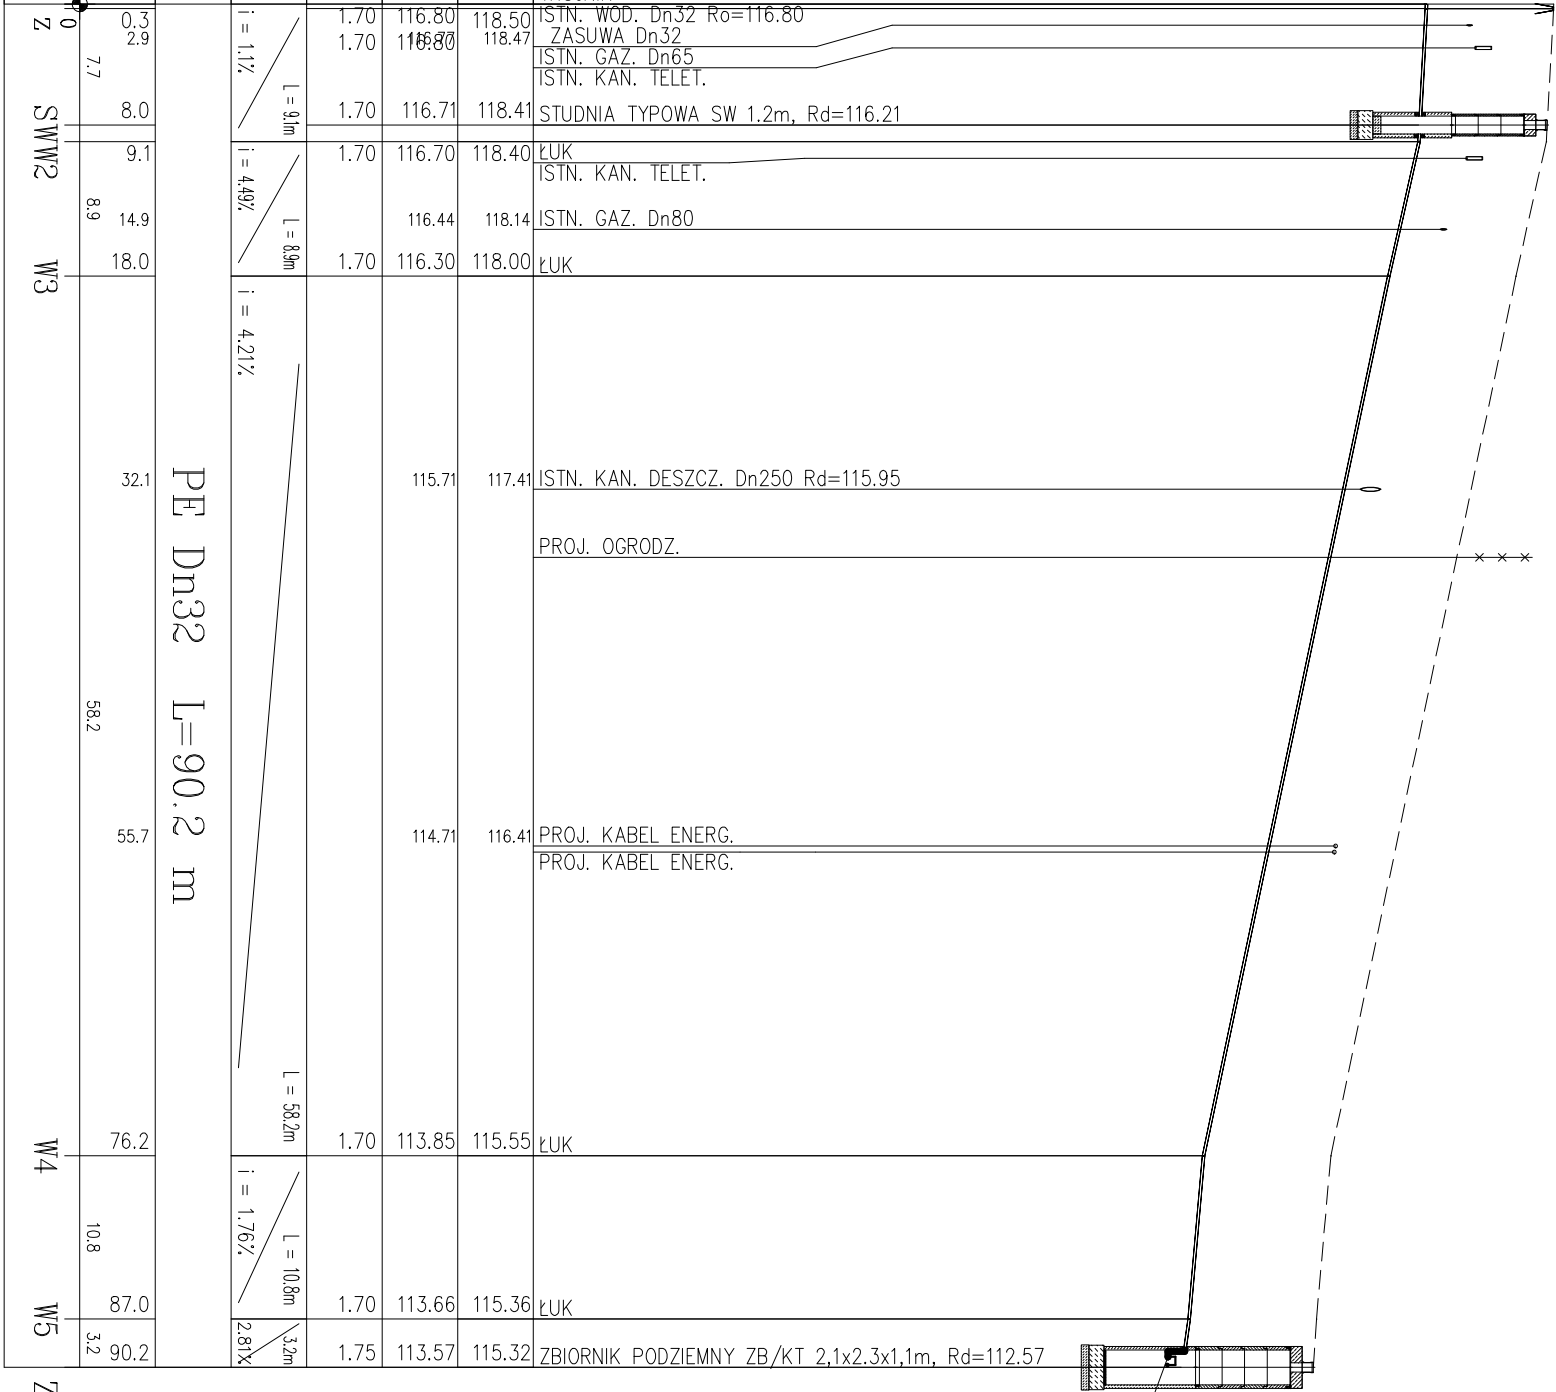 0.3 1.70 116.80 118.50 ISTN. WOD. Dn32 Ro=116.80
2.9 1.70 118.47 ZASUWA Dn32
ISTN. GAZ. Dn65
ISTN. KAN. TELET.
8.0 1.70 116.71 118.41 STUDNIA TYPOWA SW 1.2m, Rd=116.21
9.1 1.70 116.70 118.40 ŁUK
ISTN. KAN. TELET.
14.9 116.44 118.14 ISTN. GAZ. Dn80
18.0 1.70 116.30 118.00 ŁUK
32.1 115.71 117.41 ISTN. KAN. DESZCZ. Dn250 Rd=115.95
PROJ. OGRODZ.
55.7 114.71 116.41 PROJ. KABEL ENERG.
PROJ. KABEL ENERG.
76.2 1.70 113.85 115.55 ŁUK
87.0 1.70 113.66 115.36 ŁUK
90.2 1.75 113.57 115.32 ZBIORNIK PODZIEMNY ZB/KT 2,1x2.3x1,1m, Rd=112.57
i = 1.1% L = 9.1m
i = 4.49% L = 8.9m
i = 4.21% L = 58.2m
i = 1.76% L = 10.8m
2.81% 3.2m
PE Dn32 L=90.2 m
0 7.7 8.9 58.2 10.8 3.2
Z W3 W4 W5 Z